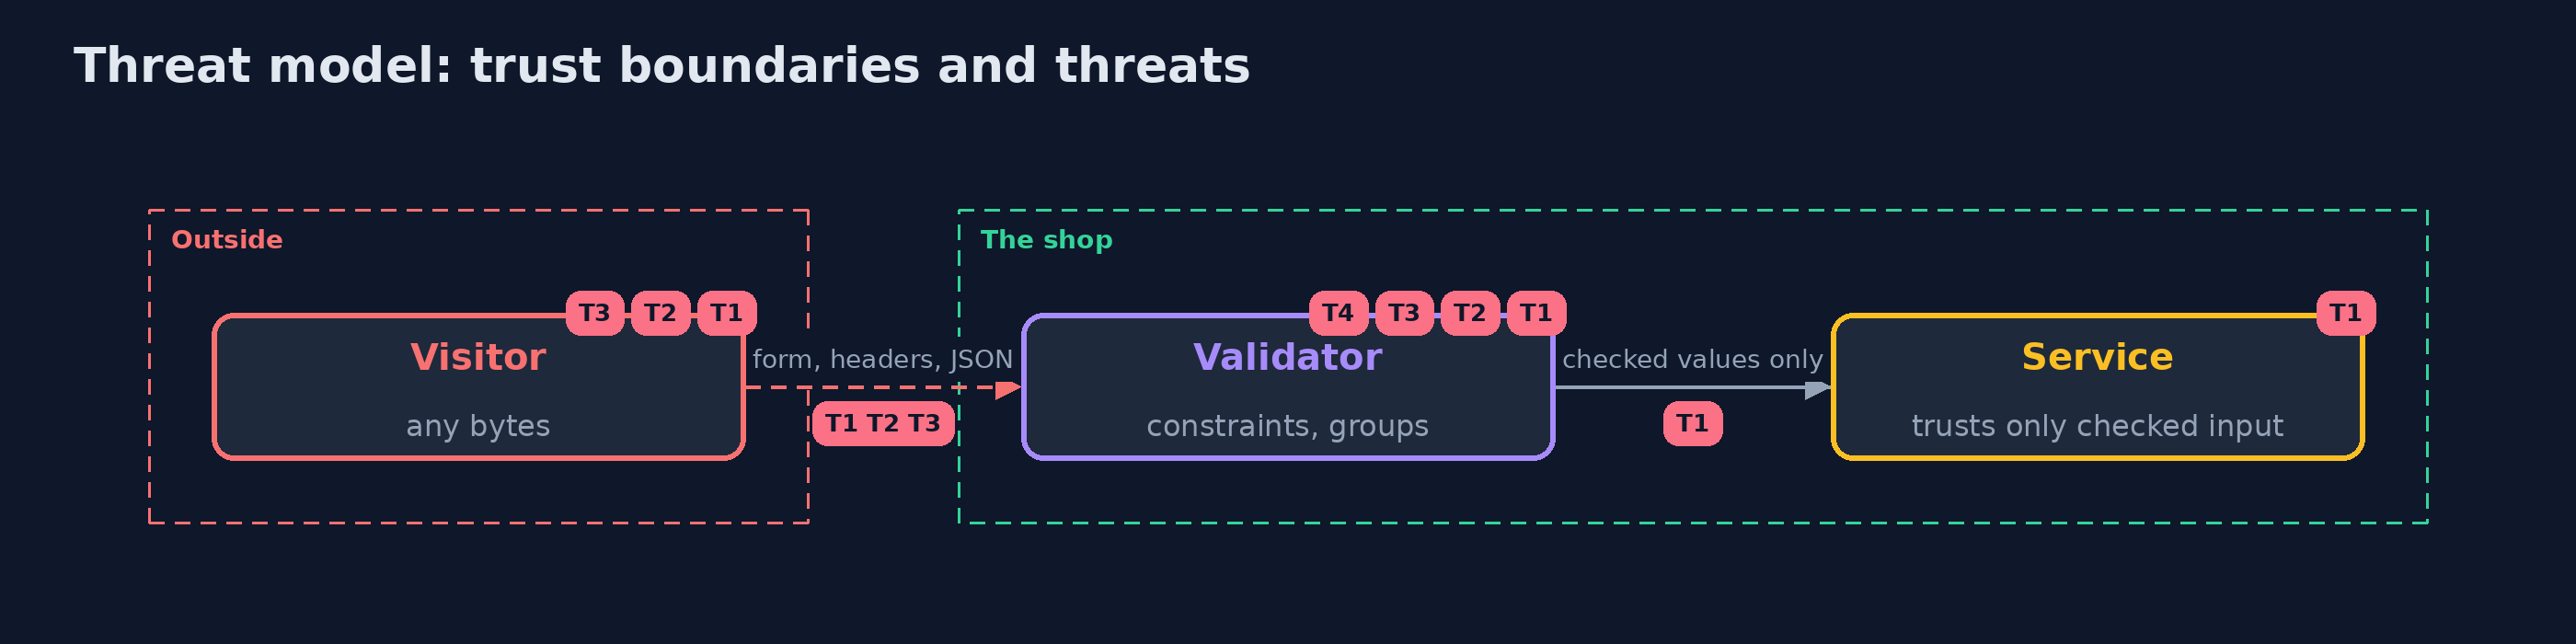 Threat model: trust boundaries and threats
Outside
T3 T2 T1
Visitor
any bytes
form, headers, JSON
T1 T2 T3
The shop
T4 T3 T2 T1
Validator
constraints, groups
checked values only
T1
T1
Service
trusts only checked input